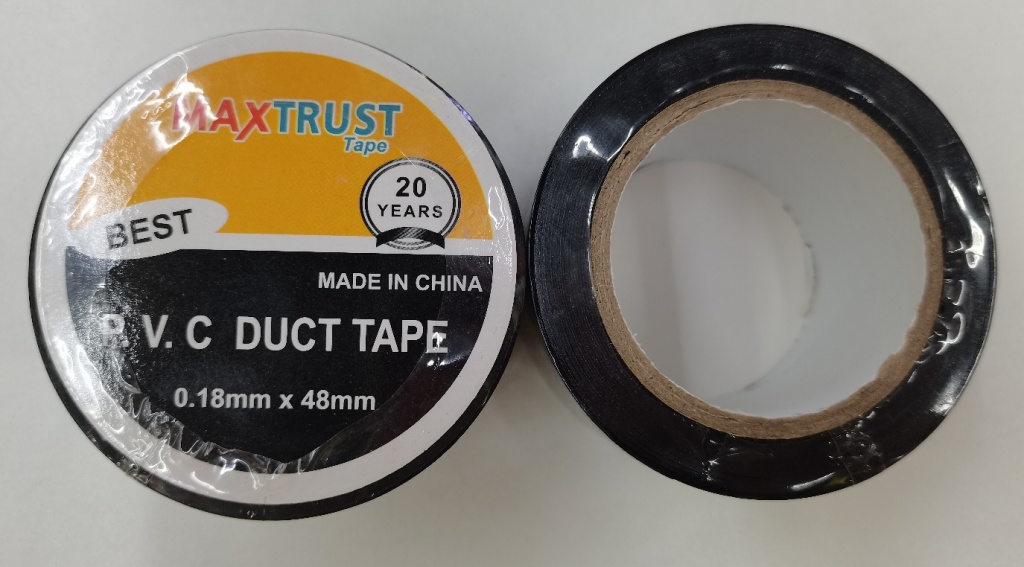 MAXTRUST
Tape
20
YEARS
BEST
MADE IN CHINA
P. V. C DUCT TAPE
0.18mm x 48mm